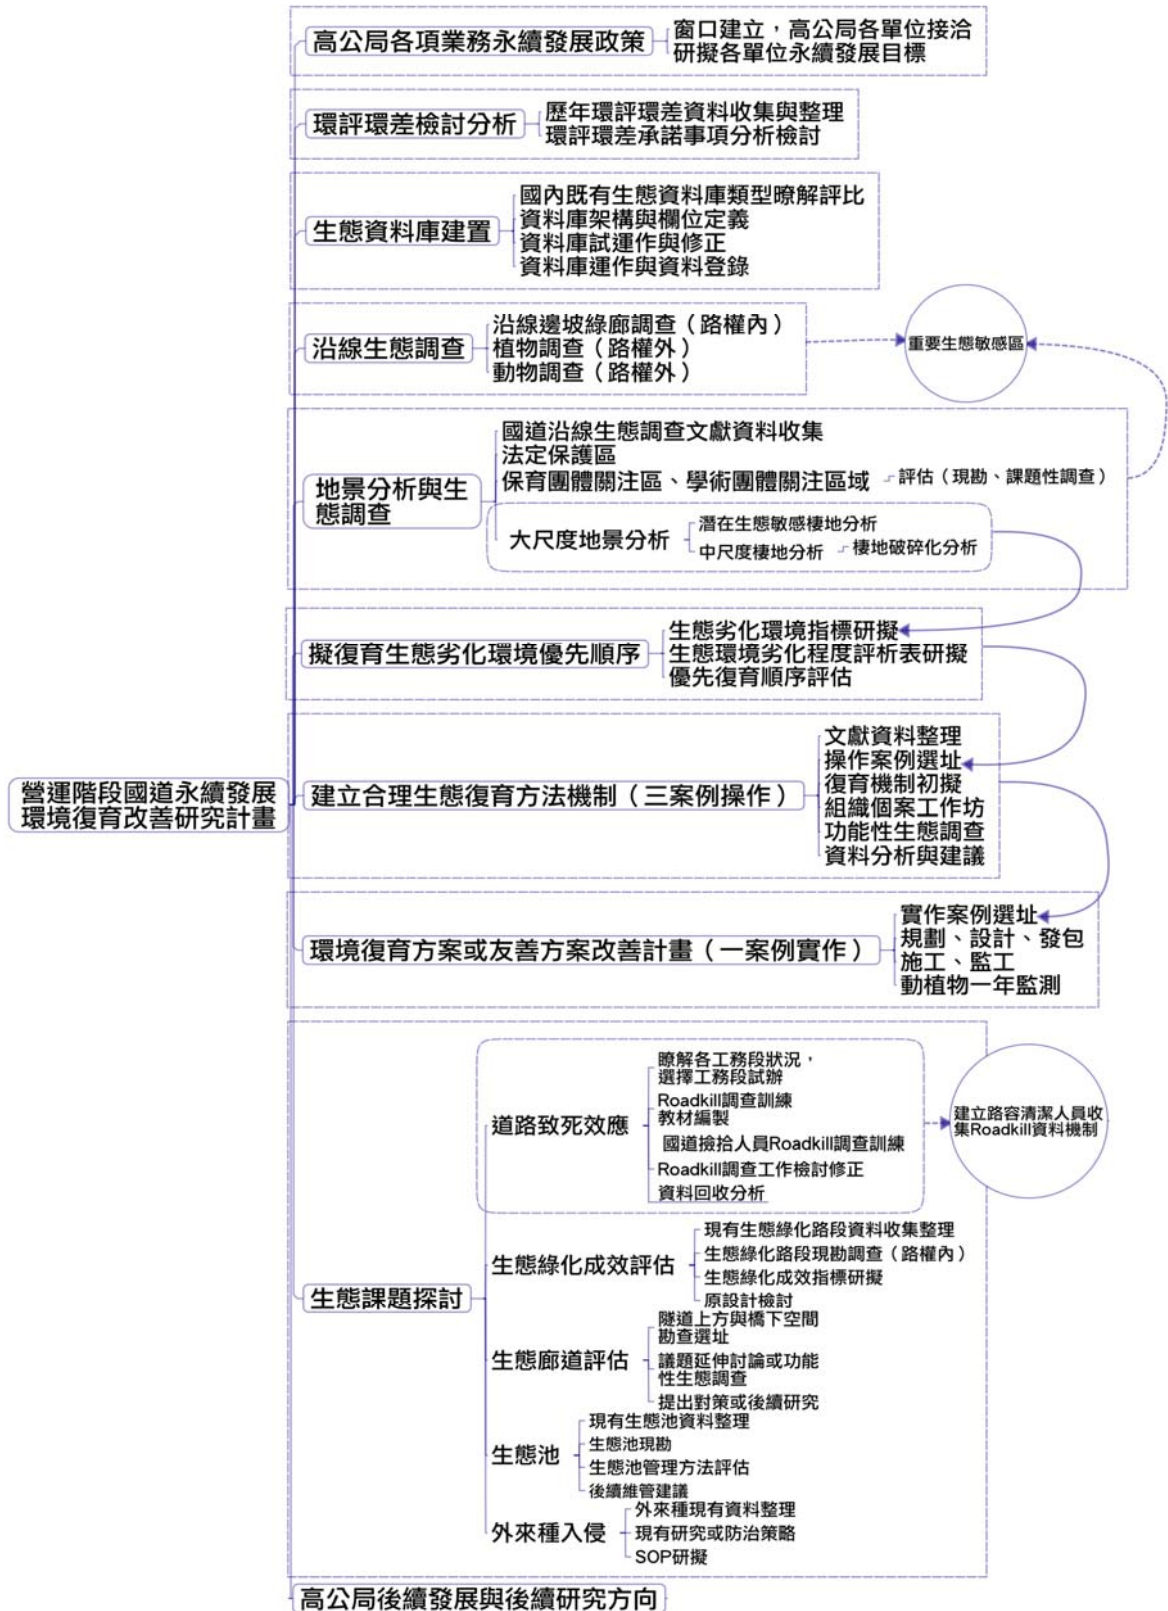 高公局各項業務永續發展政策
窗口建立，高公局各單位接洽
研擬各單位永續發展目標
環評環差檢討分析
歷年環評環差資料收集與整理
環評環差承諾事項分析檢討
生態資料庫建置
國內既有生態資料庫類型瞭解評比
資料庫架構與欄位定義
資料庫試運作與修正
資料庫運作與資料登錄
沿線生態調查
沿線邊坡綠廊調查（路權內）
植物調查（路權外）
動物調查（路權外）
重要生態敏感區
地景分析與生
態調查
國道沿線生態調查文獻資料收集
法定保護區
保育團體關注區、學術團體關注區域
評估（現勘、課題性調查）
大尺度地景分析
潛在生態敏感棲地分析
中尺度棲地分析
棲地破碎化分析
擬復育生態劣化環境優先順序
生態劣化環境指標研擬
生態環境劣化程度評析表研擬
優先復育順序評估
營運階段國道永續發展
環境復育改善研究計畫
建立合理生態復育方法機制（三案例操作）
文獻資料整理
操作案例選址
復育機制初擬
組織個案工作坊
功能性生態調查
資料分析與建議
環境復育方案或友善方案改善計畫（一案例實作）
實作案例選址
規劃、設計、發包
施工、監工
動植物一年監測
生態課題探討
道路致死效應
瞭解各工務段狀況，
選擇工務段試辦
Roadkill調查訓練
教材編製
國道撿拾人員Roadkill調查訓練
Roadkill調查工作檢討修正
資料回收分析
建立路容清潔人員收
集Roadkill資料機制
生態綠化成效評估
現有生態綠化路段資料收集整理
生態綠化路段現勘調查（路權內）
生態綠化成效指標研擬
原設計檢討
生態廊道評估
隧道上方與橋下空間
勘查選址
議題延伸討論或功能
性生態調查
提出對策或後續研究
生態池
現有生態池資料整理
生態池現勘
生態池管理方法評估
後續維管建議
外來種入侵
外來種現有資料整理
現有研究或防治策略
SOP研擬
高公局後續發展與後續研究方向